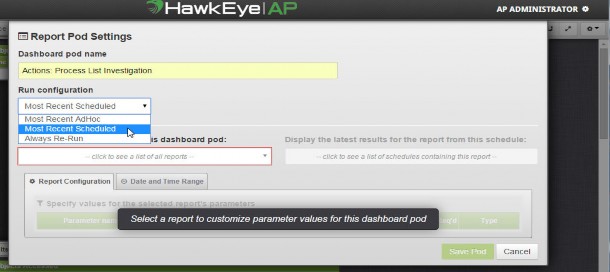 HawkEye|AP
AP ADMINISTRATOR
Report Pod Settings
Dashboard pod name
Actions: Process List Investigation
Run configuration
Most Recent Scheduled
Most Recent AdHoc
Most Recent Scheduled
Always Re-Run
is dashboard pod:
Display the latest results for the report from this schedule:
-- click to see a list of all reports --
-- click to see a list of schedules containing this report --
Report Configuration
Date and Time Range
Specify values for the selected report's parameters
Parameter
Type
Select a report to customize parameter values for this dashboard pod
Save Pod
Cancel